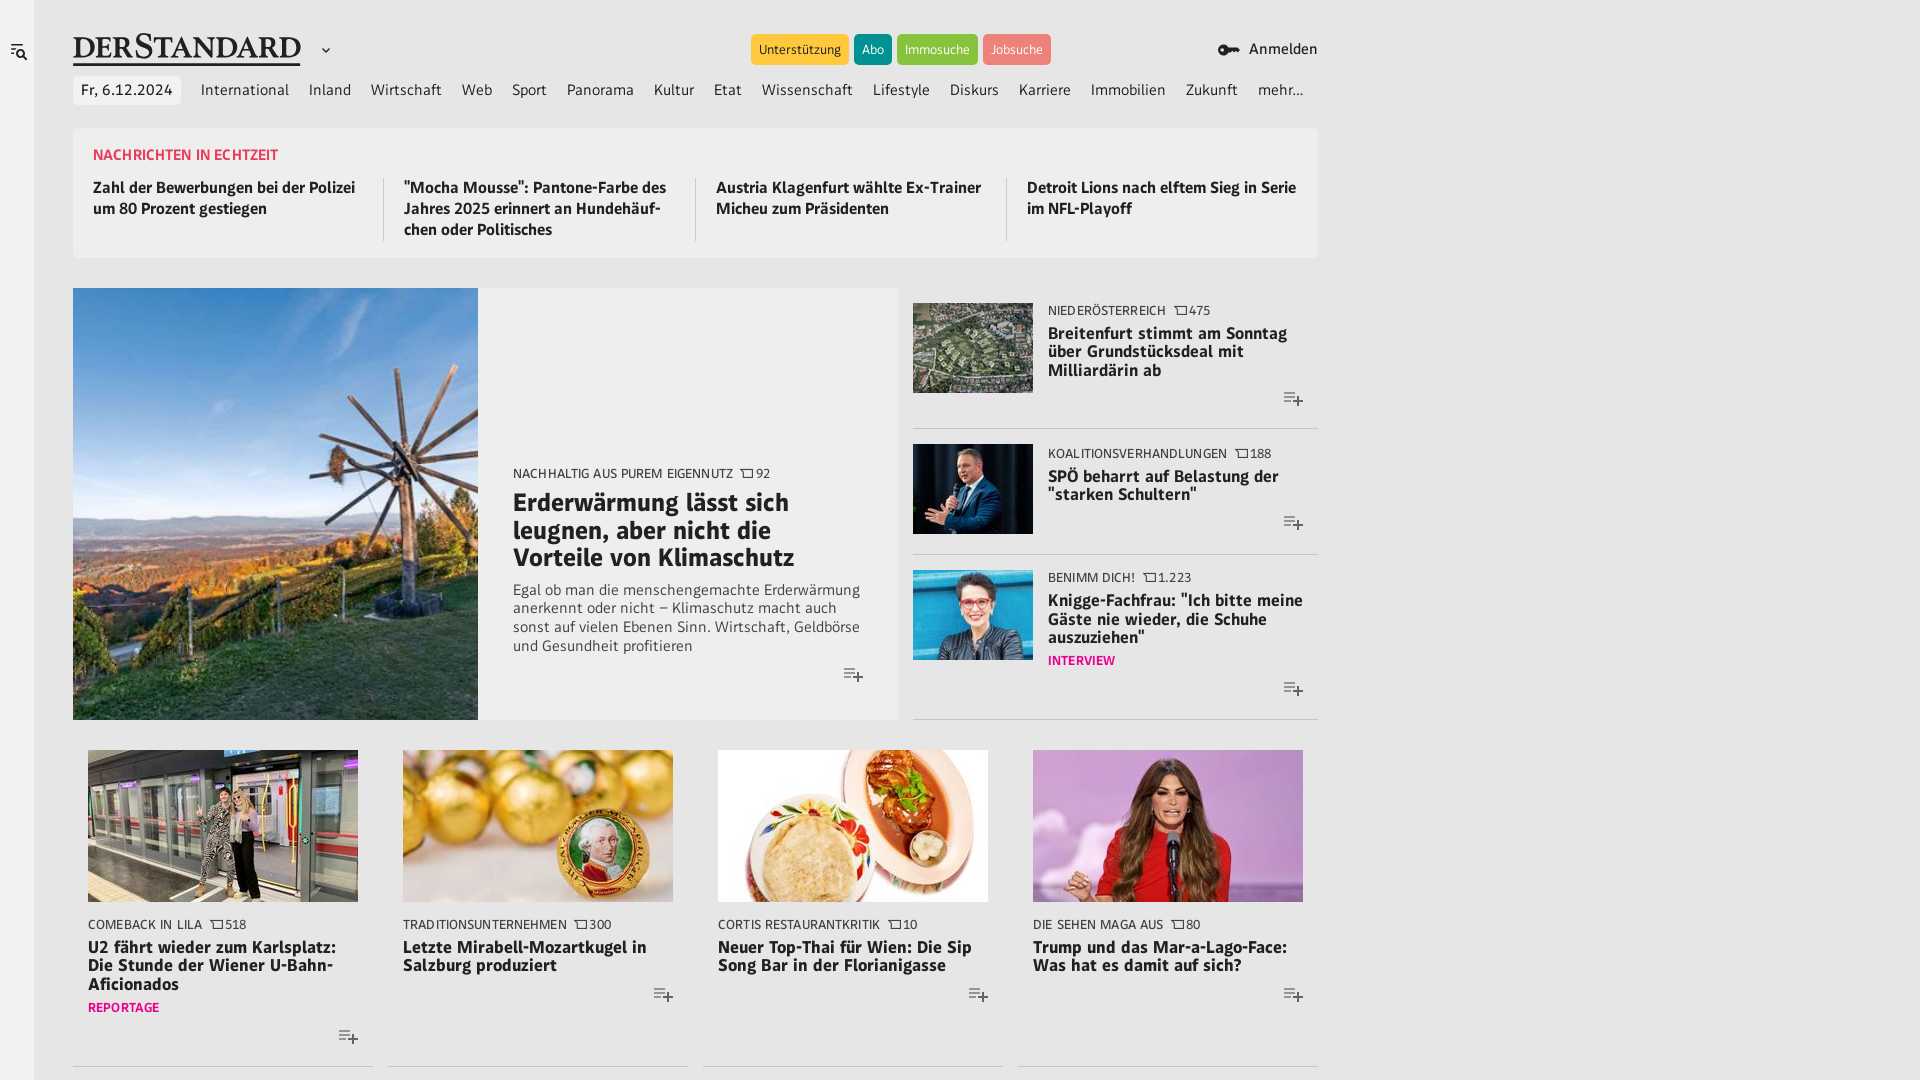 DERSTANDARD
Unterstützung
Abo
Immosuche
Jobsuche
Anmelden
Fr, 6.12.2024
International
Inland
Wirtschaft
Web
Sport
Panorama
Kultur
Etat
Wissenschaft
Lifestyle
Diskurs
Karriere
Immobilien
Zukunft
mehr…
NACHRICHTEN IN ECHTZEIT
Zahl der Bewerbungen bei der Polizei
um 80 Prozent gestiegen
"Mocha Mousse": Pantone-Farbe des
Jahres 2025 erinnert an Hundehäuf-
chen oder Politisches
Austria Klagenfurt wählte Ex-Trainer
Micheu zum Präsidenten
Detroit Lions nach elftem Sieg in Serie
im NFL-Playoff
NACHHALTIG AUS PUREM EIGENNUTZ 92
Erderwärmung lässt sich
leugnen, aber nicht die
Vorteile von Klimaschutz
Egal ob man die menschengemachte Erderwärmung
anerkennt oder nicht – Klimaschutz macht auch
sonst auf vielen Ebenen Sinn. Wirtschaft, Geldbörse
und Gesundheit profitieren
NIEDERÖSTERREICH 475
Breitenfurt stimmt am Sonntag
über Grundstücksdeal mit
Milliardärin ab
KOALITIONSVERHANDLUNGEN 188
SPÖ beharrt auf Belastung der
"starken Schultern"
BENIMM DICH! 1.223
Knigge-Fachfrau: "Ich bitte meine
Gäste nie wieder, die Schuhe
auszuziehen"
INTERVIEW
COMEBACK IN LILA 518
U2 fährt wieder zum Karlsplatz:
Die Stunde der Wiener U-Bahn-
Aficionados
REPORTAGE
TRADITIONSUNTERNEHMEN 300
Letzte Mirabell-Mozartkugel in
Salzburg produziert
CORTIS RESTAURANTKRITIK 10
Neuer Top-Thai für Wien: Die Sip
Song Bar in der Florianigasse
DIE SEHEN MAGA AUS 80
Trump und das Mar-a-Lago-Face:
Was hat es damit auf sich?